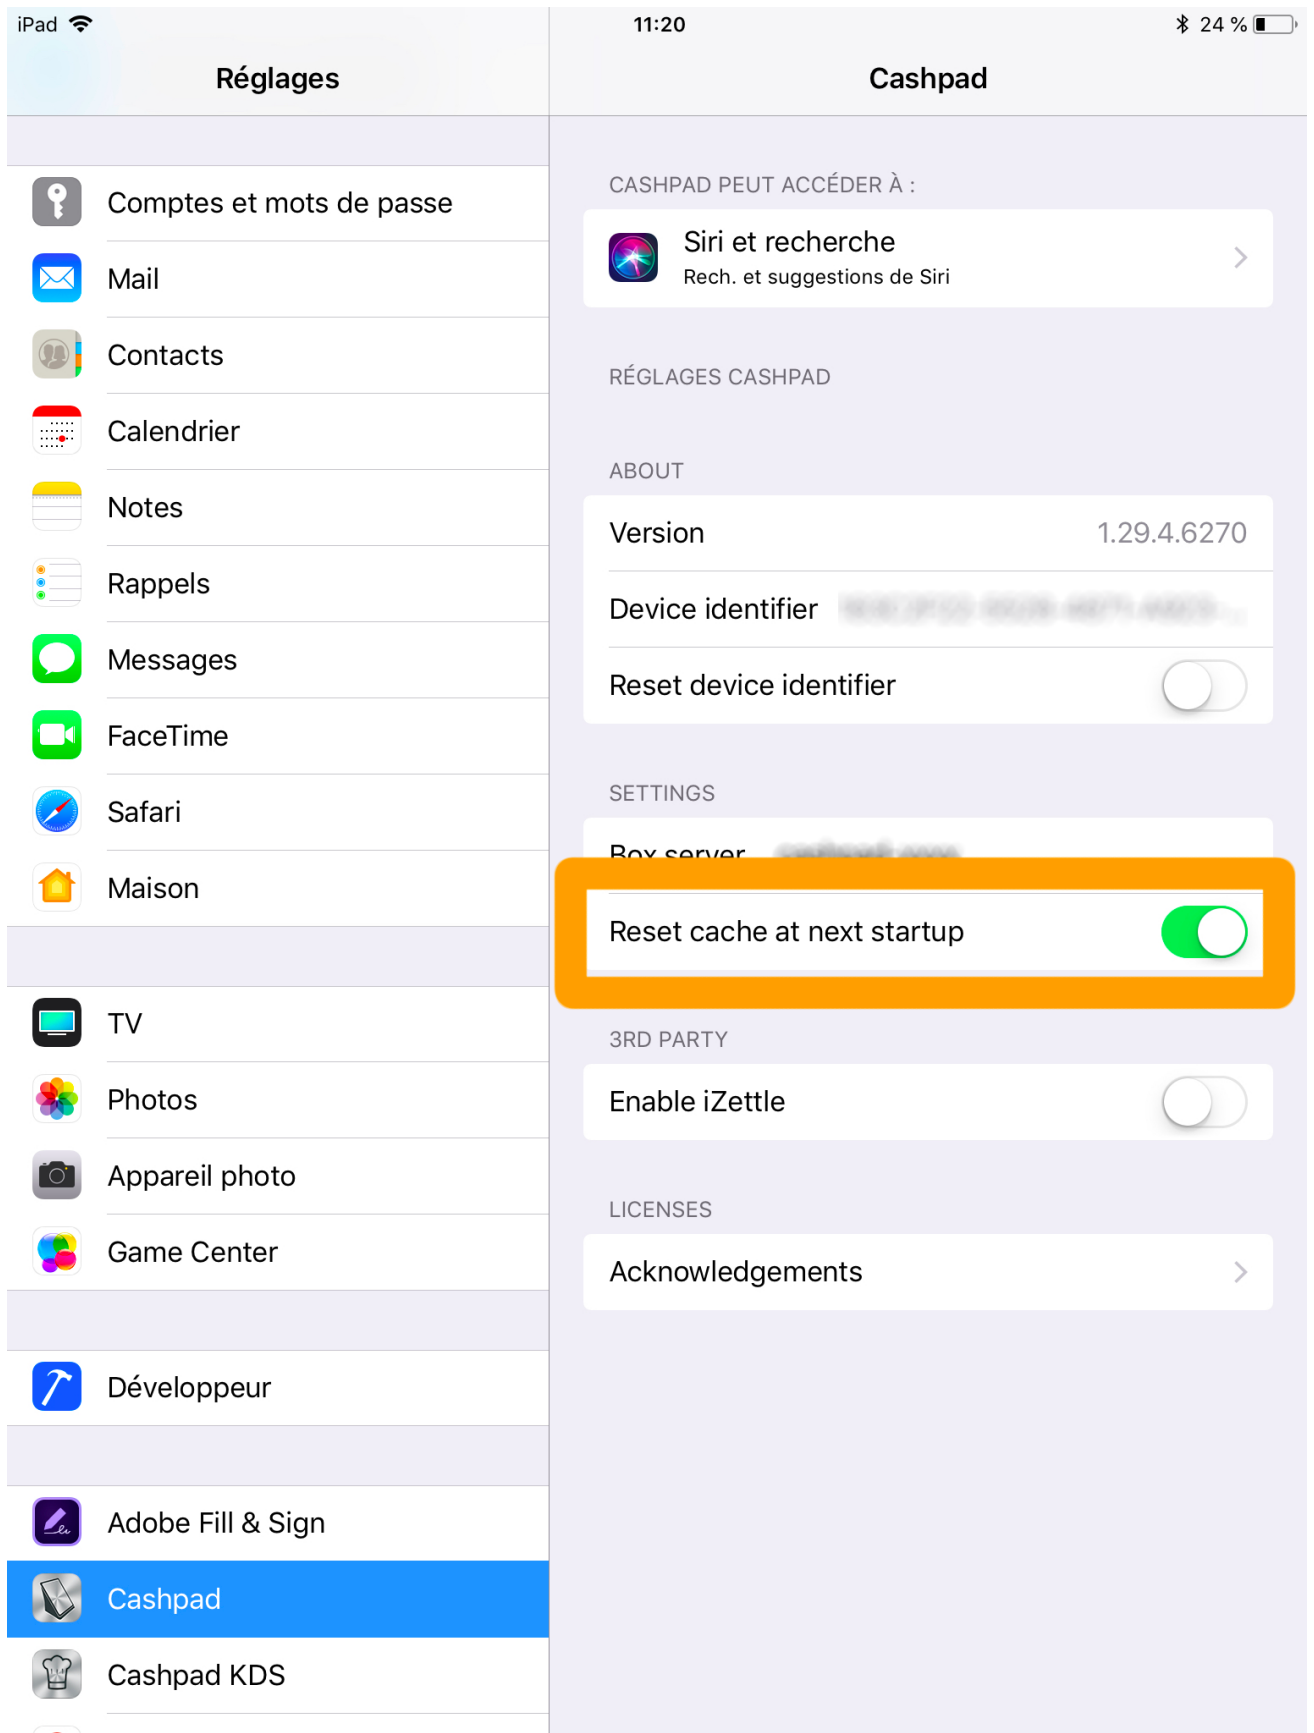 iPad
11:20
24 %
Réglages
Cashpad
Comptes et mots de passe
Mail
Contacts
Calendrier
Notes
Rappels
Messages
FaceTime
Safari
Maison
TV
Photos
Appareil photo
Game Center
Développeur
Adobe Fill & Sign
Cashpad
Cashpad KDS
CASHPAD PEUT ACCÉDER À :
Siri et recherche
Rech. et suggestions de Siri
RÉGLAGES CASHPAD
ABOUT
Version 1.29.4.6270
Device identifier
Reset device identifier
SETTINGS
Box server
Reset cache at next startup
3RD PARTY
Enable iZettle
LICENSES
Acknowledgements